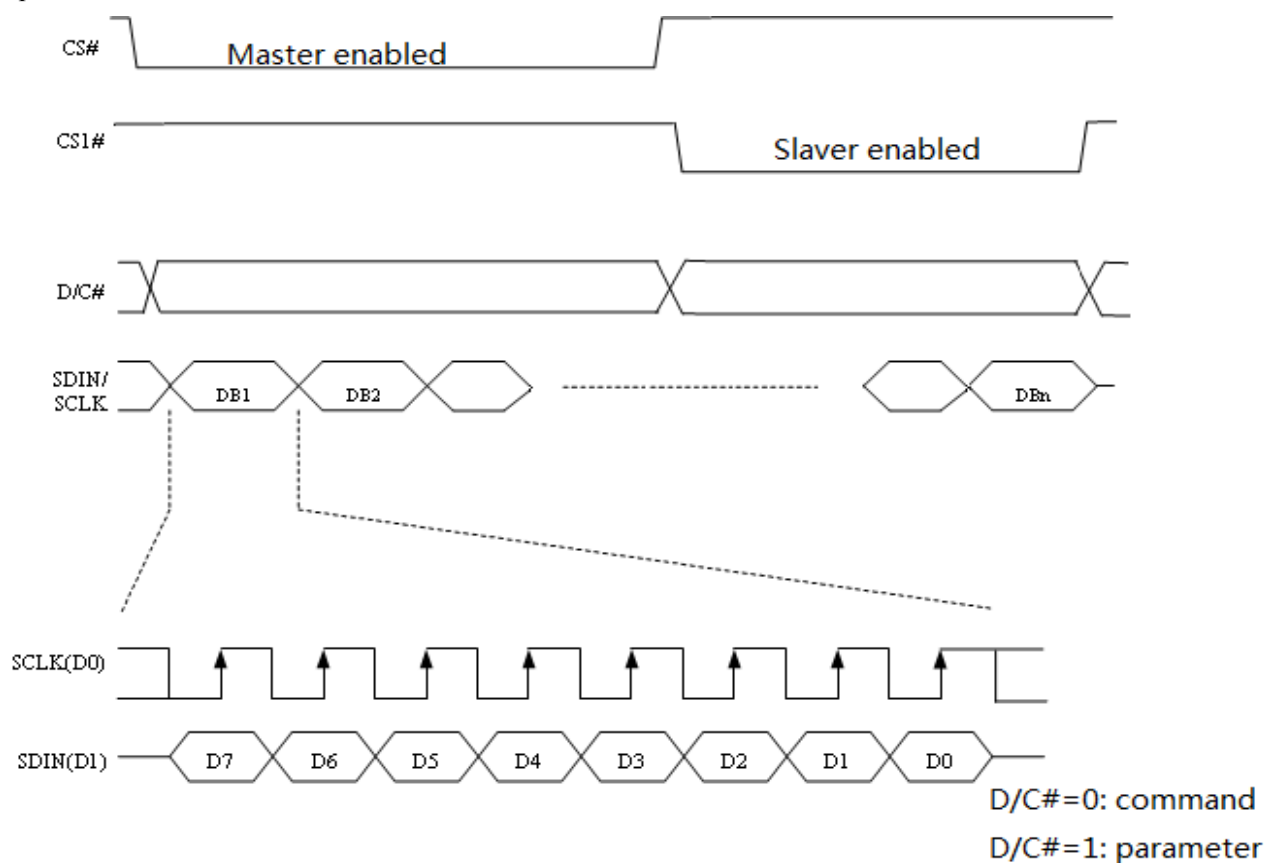 CS#
Master enabled
CS1#
Slaver enabled
D/C#
SDIN/
SCLK
DB1 DB2 DBn
SCLK(D0)
SDIN(D1)
D7 D6 D5 D4 D3 D2 D1 D0
D/C#=0: command
D/C#=1: parameter